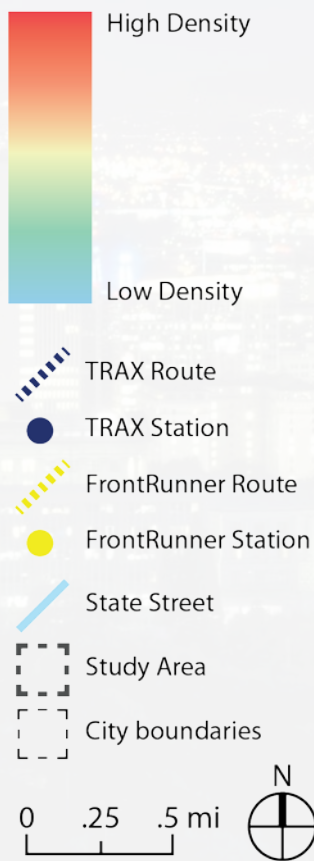 High Density
Low Density
TRAX Route
TRAX Station
FrontRunner Route
FrontRunner Station
State Street
Study Area
City boundaries
N
0 .25 .5 mi